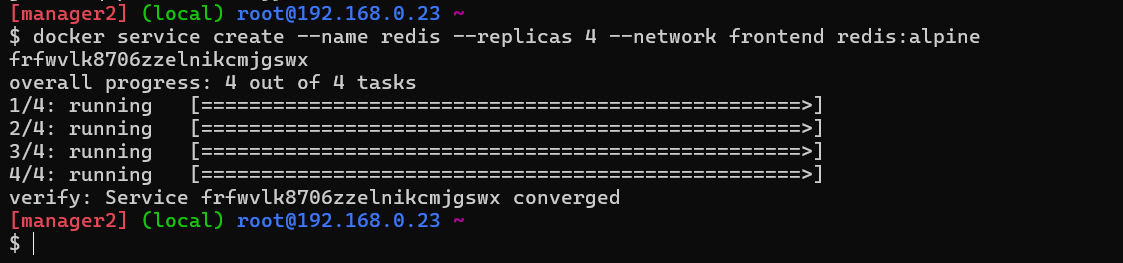 [manager2] (local) root@192.168.0.23 ~
$ docker service create --name redis --replicas 4 --network frontend redis:alpine
frfwvlk8706zzelnikcmjgswx
overall progress: 4 out of 4 tasks
1/4: running   [==================================================>]
2/4: running   [==================================================>]
3/4: running   [==================================================>]
4/4: running   [==================================================>]
verify: Service frfwvlk8706zzelnikcmjgswx converged
[manager2] (local) root@192.168.0.23 ~
$